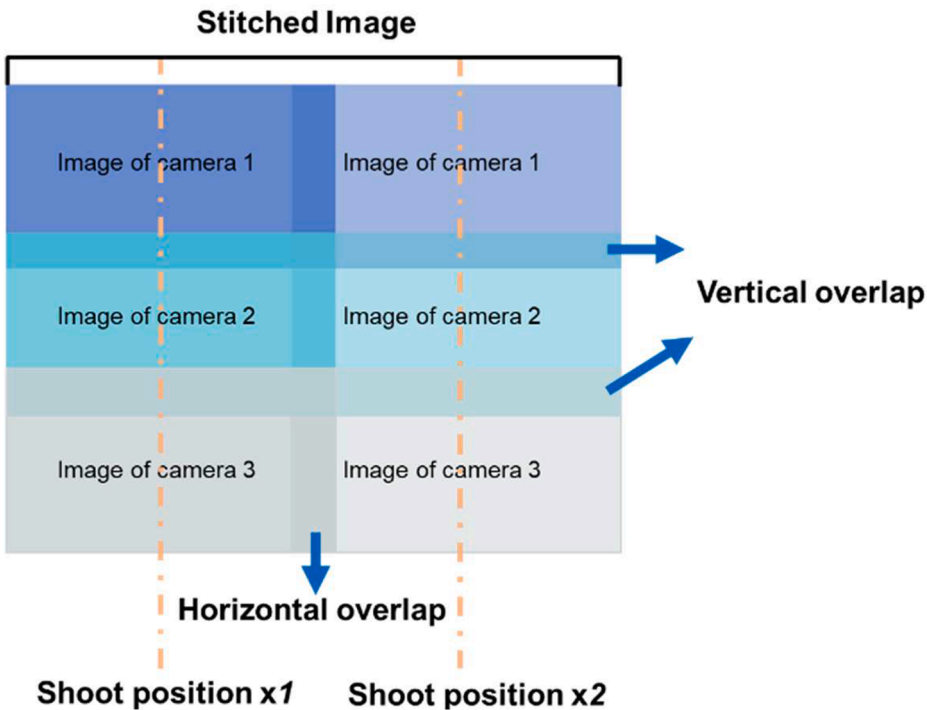 Stitched Image
Image of camera 1
Image of camera 1
Vertical overlap
Image of camera 2
Image of camera 2
Image of camera 3
Image of camera 3
Horizontal overlap
Shoot position x1
Shoot position x2